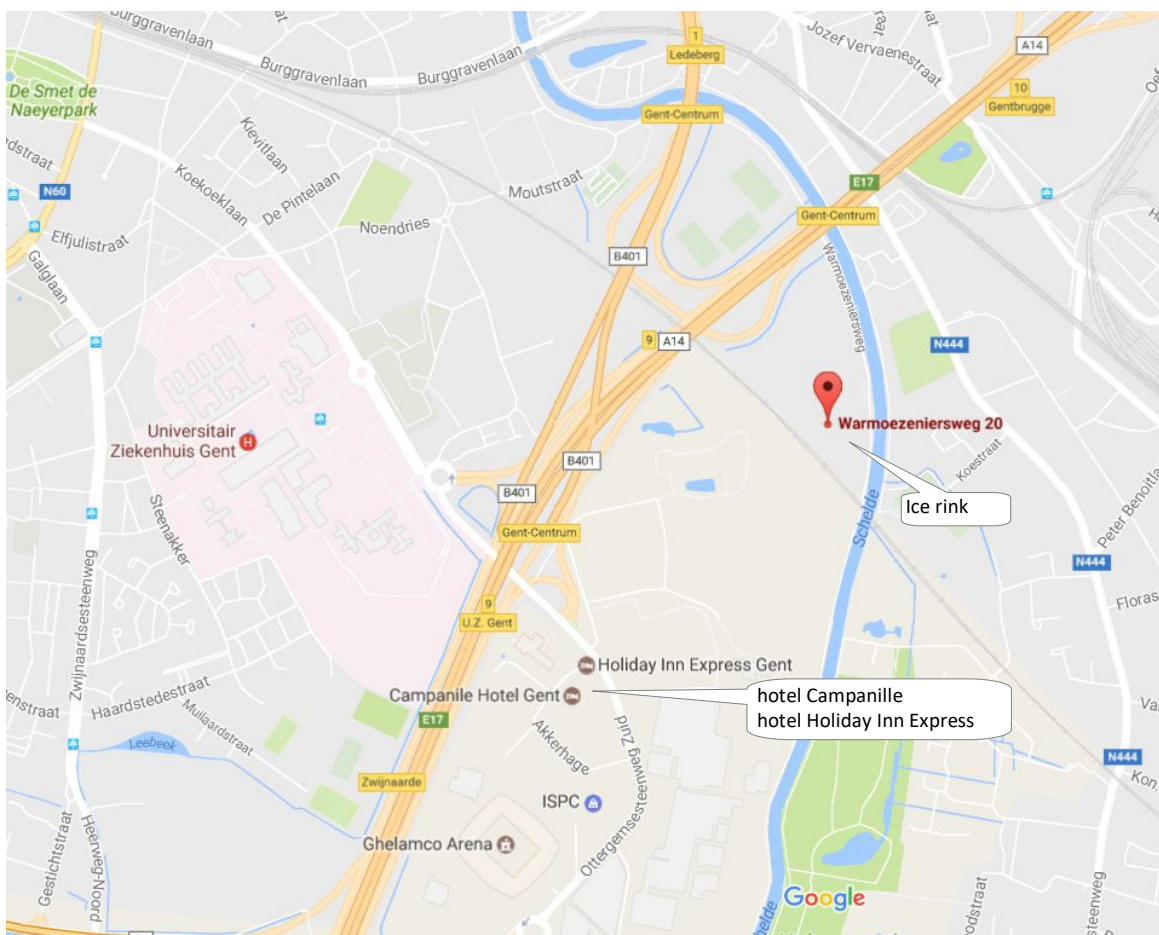 Burggravenlaan
Burggravenlaan
Burggravenlaan
1
Ledeberg
Jozef Vervaenestraat
A14
De Smet de
Naeyerpark
10
Gentbrugge
Gent-Centrum
Kievitlaan
Koekoeklaan
De Pintelaan
Moutstraat
N60
E17
Gent-Centrum
Elfjulistraat
Noendries
Galglaan
B401
Warmoezeniersweg
9
A14
N444
Warmoezeniersweg 20
Universitair
Ziekenhuis Gent
H
B401
Koestraat
B401
Ice rink
Steenakker
Gent-Centrum
Schelde
Peter Benoitla
N444
Zwijnaardsesteenweg
9
U.Z. Gent
Floras
Holiday Inn Express Gent
Campanile Hotel Gent
hotel Campanille
hotel Holiday Inn Express
Haardstedestraat
E17
Muilaardstraat
Leebeek
Akkerhage
Ottergemsesteenweg Zuid
N444
Kon.
Zwijnaarde
ISPC
Ghelamco Arena
Gestichtstraat
Heerweg-Noord
Google
Schelde